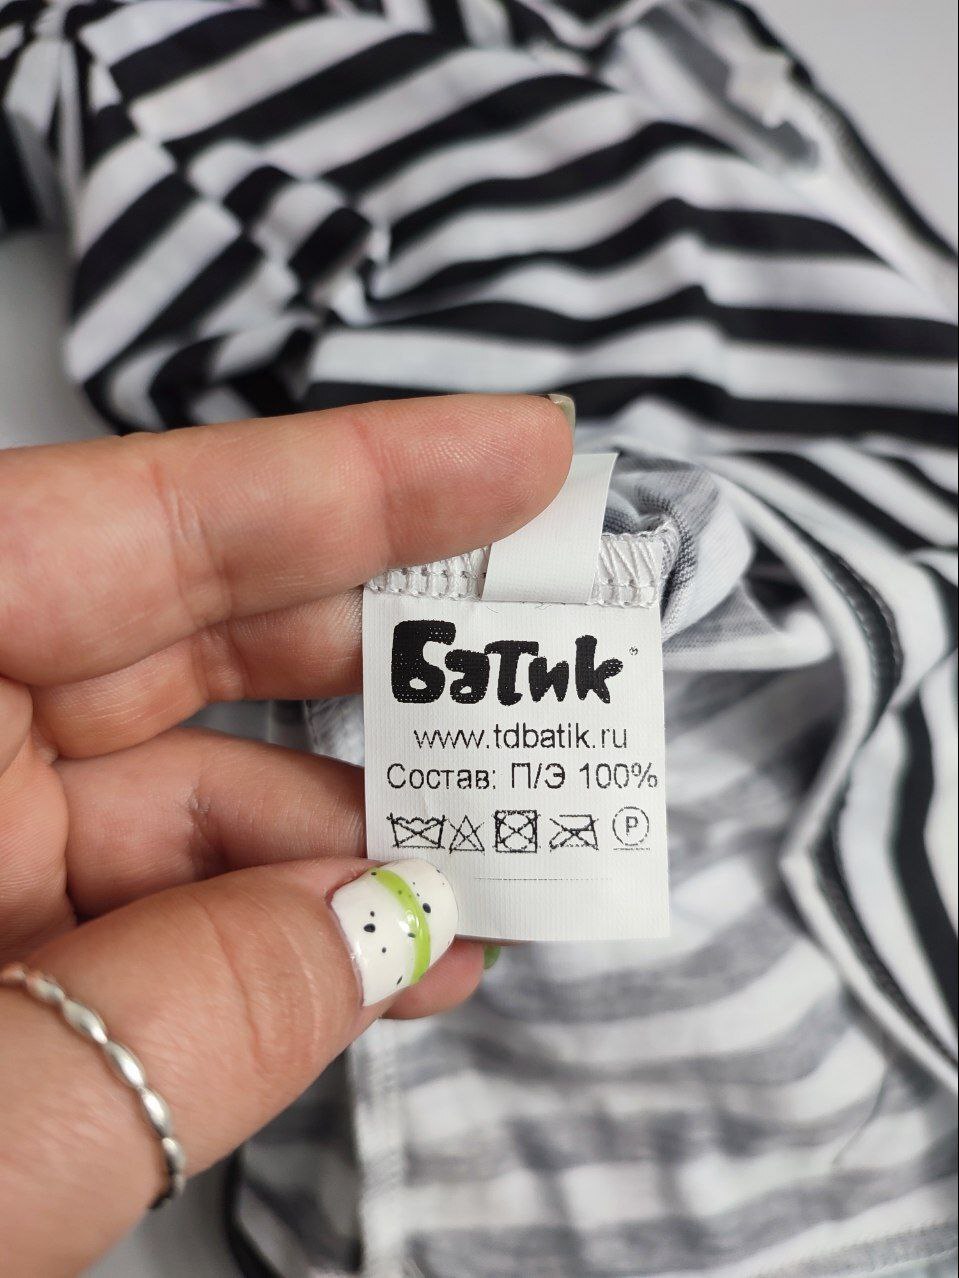 Батик
www.tdbatik.ru
Состав: П/Э 100%
P